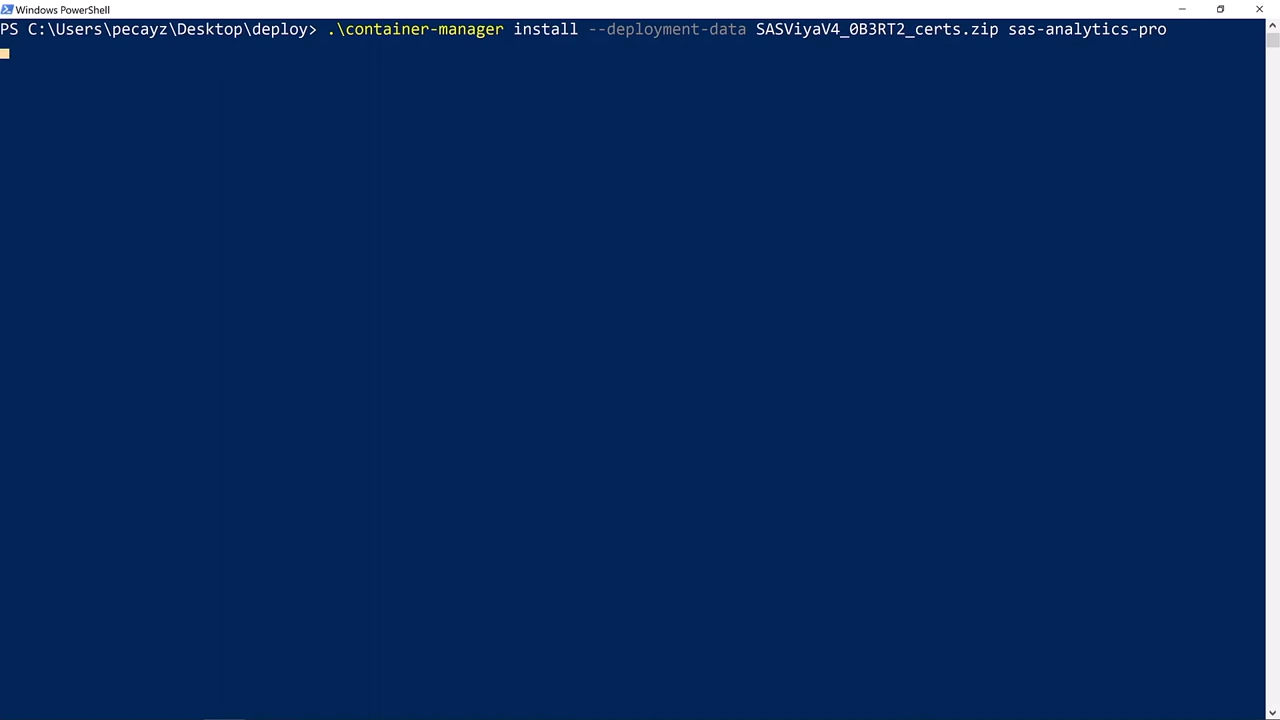 Windows PowerShell
PS C:\Users\pecayz\Desktop\deploy> .\container-manager install --deployment-data SASViyaV4_0B3RT2_certs.zip sas-analytics-pro